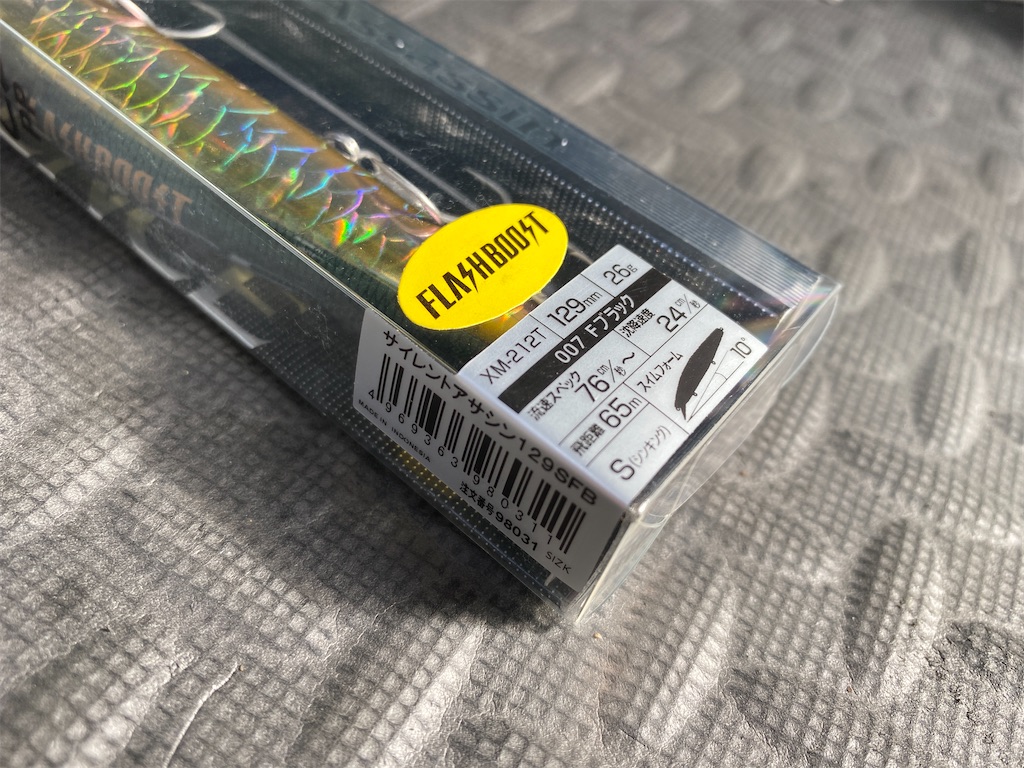 Assassin
FLASHBOOST
FLASHBOOST
XM-212T 129mm 26g
007 Fブラック
流速スペック 76cm/秒～
沈降速度 24cm/秒
飛距離 65m
スイムフォーム 10°
S(シンキング)
サイレントアサシン129SFB
4969363980311
MADE IN INDONESIA
注文番号98031 SIZK